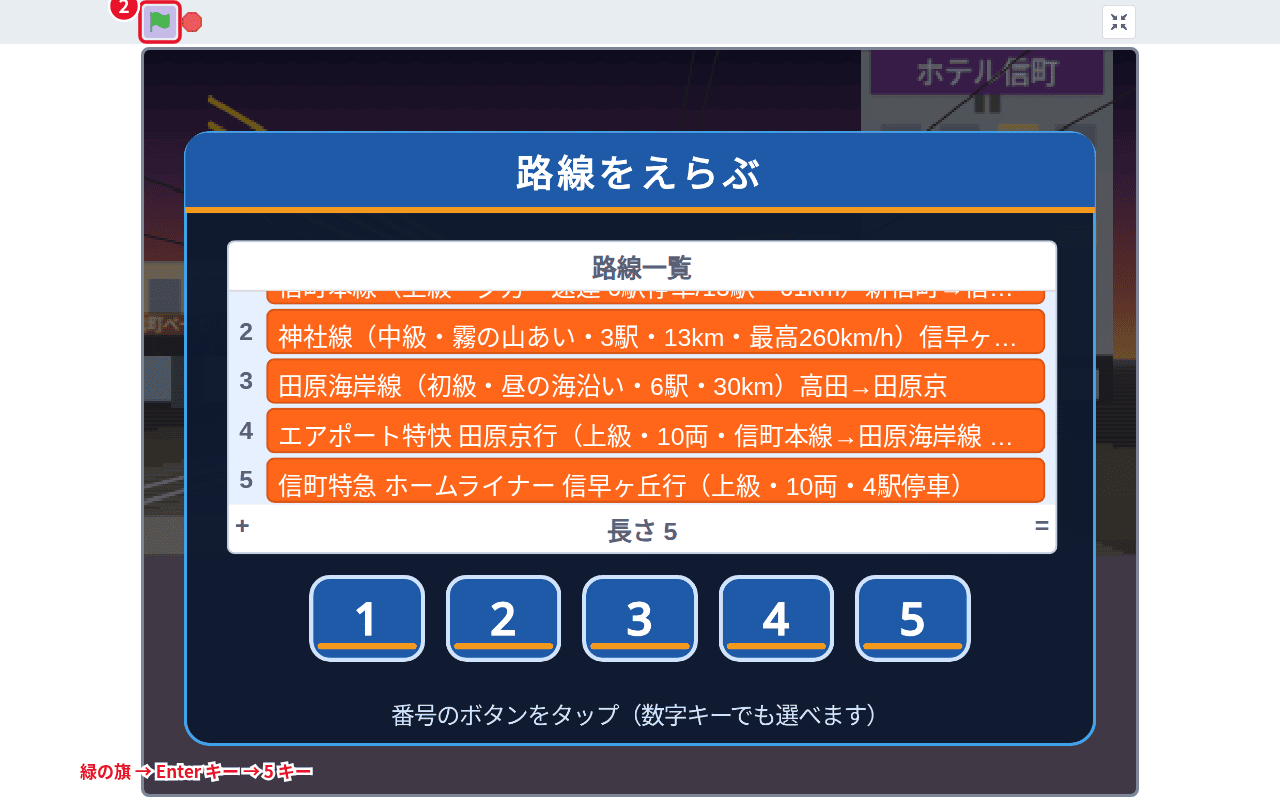 2
ホテル信町
路線をえらぶ
路線一覧
2 神社線（中級・霧の山あい・3駅・13km・最高260km/h）信早ヶ…
3 田原海岸線（初級・昼の海沿い・6駅・30km）高田→田原京
4 エアポート特快 田原京行（上級・10両・信町本線→田原海岸線 …
5 信町特急 ホームライナー 信早ヶ丘行（上級・10両・4駅停車）
+ 長さ 5 =
1 2 3 4 5
番号のボタンをタップ（数字キーでも選べます）
緑の旗→Enterキー→5キー